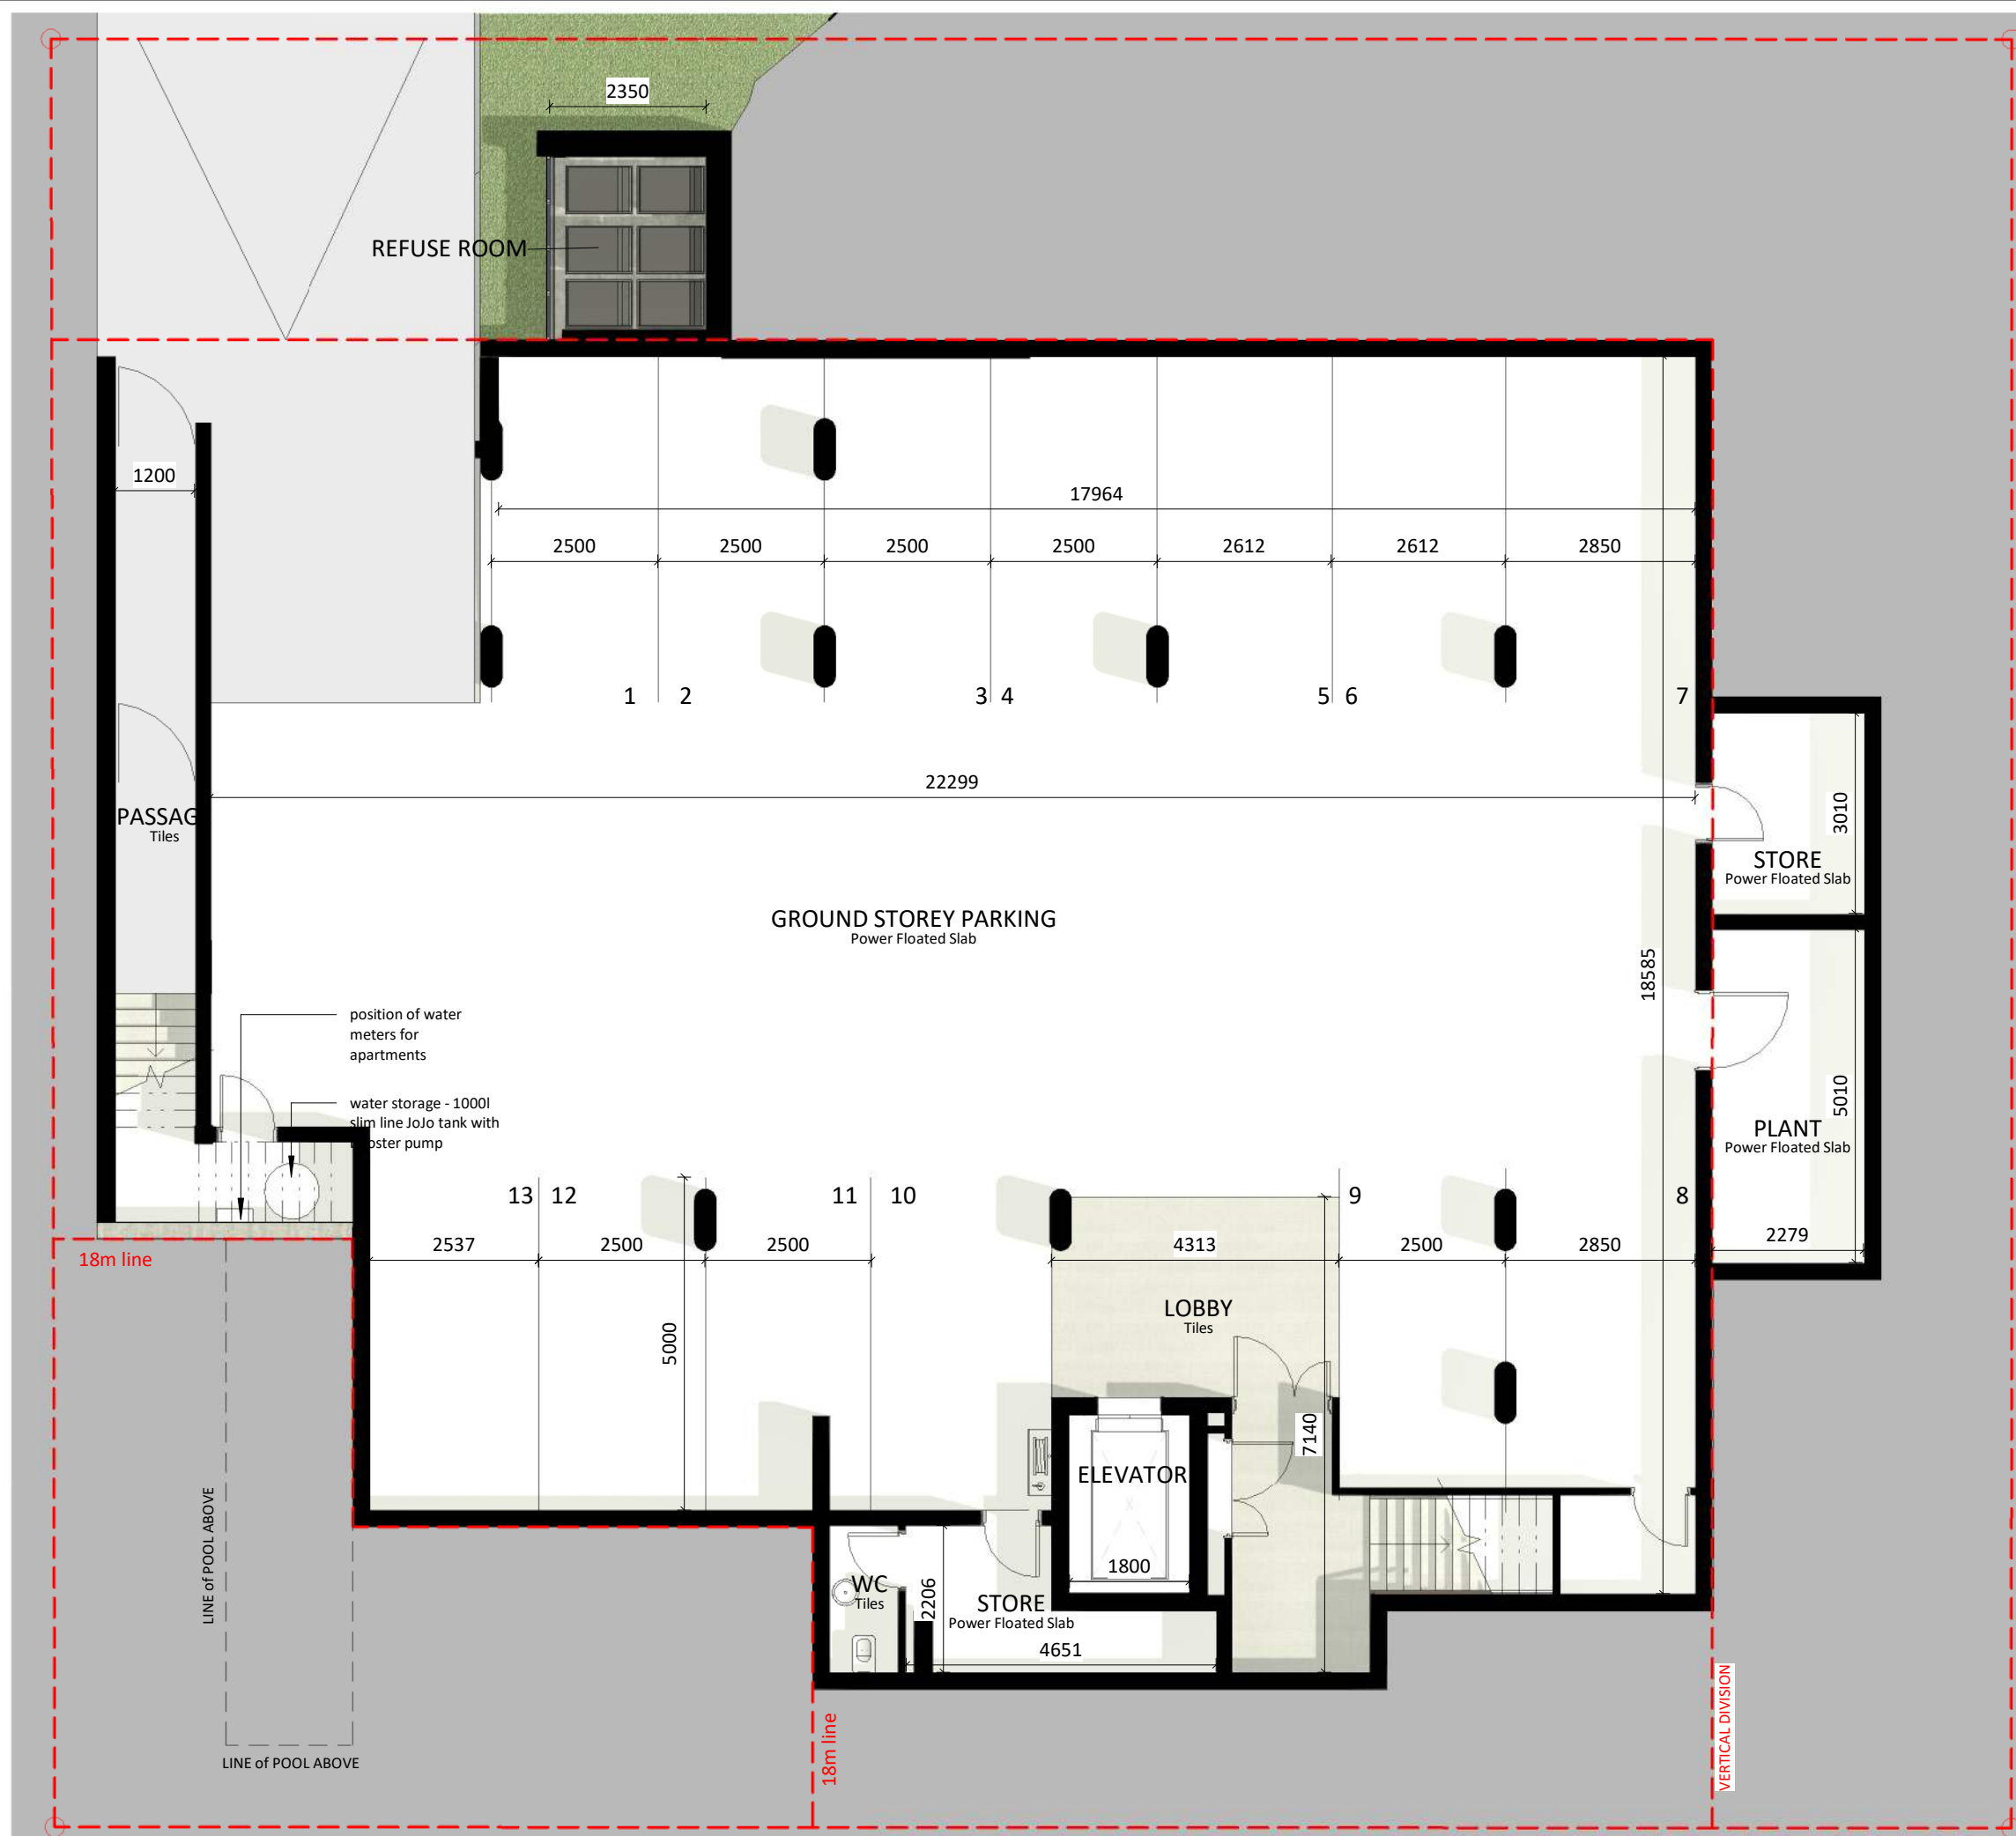 2350
REFUSE ROOM
1200
17964
2500
2500
2500
2500
2612
2612
2850
1
2
3
4
5
6
7
22299
PASSAG
Tiles
3010
STORE
Power Floated Slab
GROUND STOREY PARKING
Power Floated Slab
18585
position of water
meters for
apartments
water storage - 1000l
slim line JoJo tank with
oster pump
5010
PLANT
Power Floated Slab
13
12
11
10
9
8
18m line
2537
2500
2500
4313
2500
2850
2279
LOBBY
Tiles
5000
7140
ELEVATOR
LINE of POOL ABOVE
1800
WC
Tiles
2206
STORE
Power Floated Slab
4651
18m line
VERTICAL DIVISION
LINE of POOL ABOVE